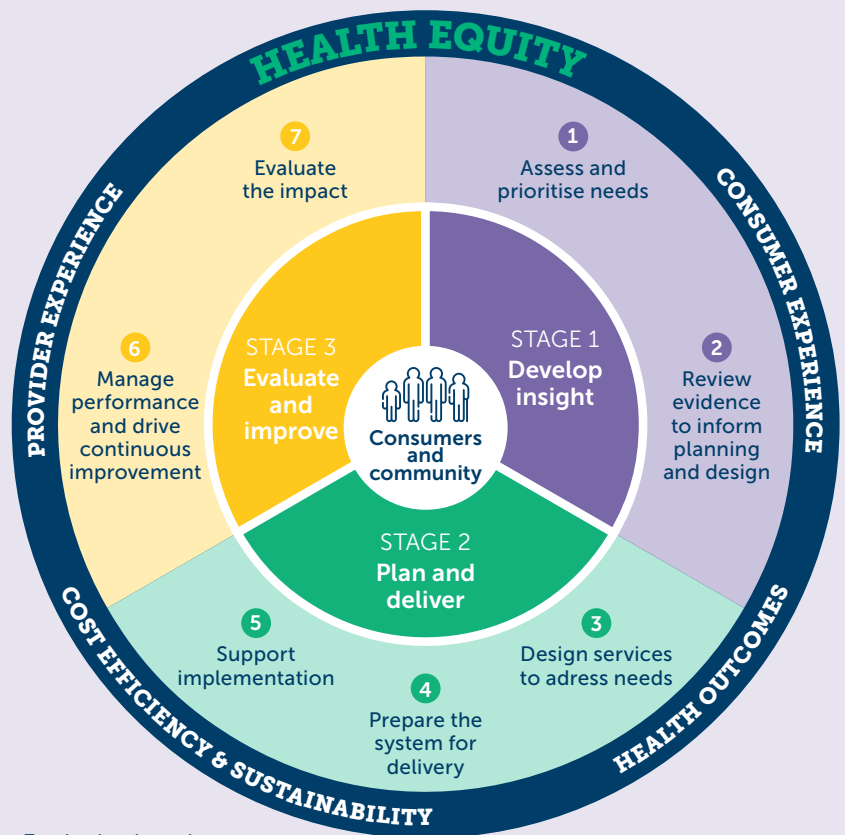 HEALTH EQUITY
CONSUMER EXPERIENCE
HEALTH OUTCOMES
COST EFFICIENCY & SUSTAINABILITY
PROVIDER EXPERIENCE
1
Assess and
prioritise needs
2
Review
evidence
to inform
planning
and design
3
Design services
to adress needs
4
Prepare the
system for
delivery
5
Support
implementation
6
Manage
performance
and drive
continuous
improvement
7
Evaluate
the impact
STAGE 1
Develop
insight
STAGE 2
Plan and
deliver
STAGE 3
Evaluate
and
improve
Consumers
and
community